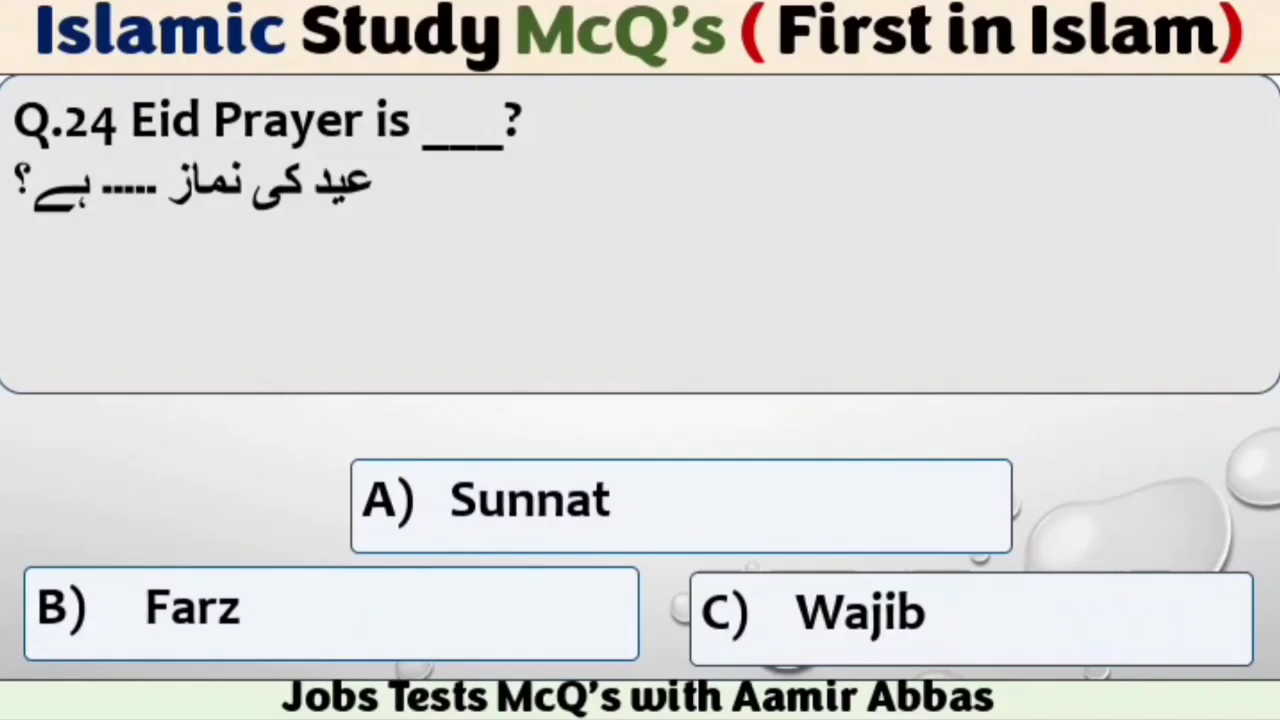 Islamic Study McQ's ( First in Islam)
Q.24 Eid Prayer is ___?
عید کی نماز ..... ہے؟
A) Sunnat
B) Farz
C) Wajib
Jobs Tests McQ's with Aamir Abbas